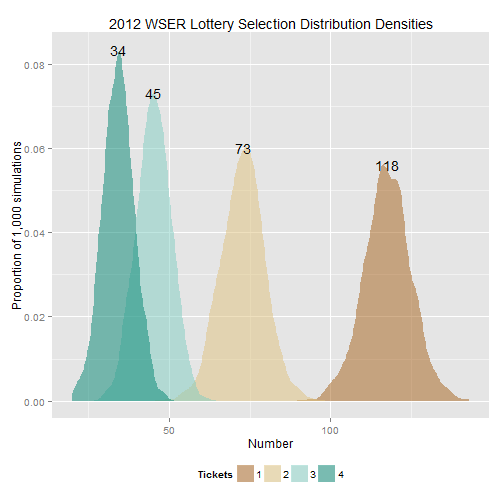 2012 WSER Lottery Selection Distribution Densities
34
45
73
118
0.08
0.06
0.04
0.02
0.00
Proportion of 1,000 simulations
50 100
Number
Tickets 1 2 3 4